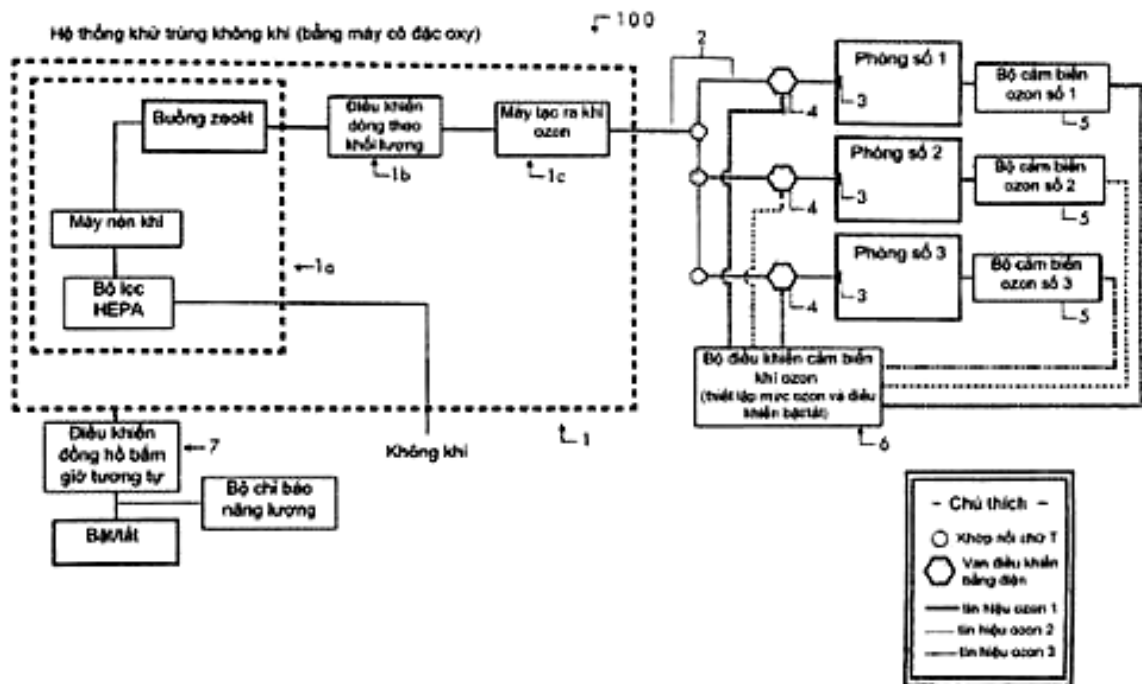 100
Hệ thống khử trùng không khí (bằng máy cô đặc oxy)
2
Buồng zeolit
Điều khiển
dòng theo
khối lượng
1b
Máy tạo ra khí
ozon
1c
Máy nén khí
Bộ lọc
HEPA
1a
4
3
Phòng số 1
Bộ cảm biến
ozon số 1
5
4
3
Phòng số 2
Bộ cảm biến
ozon số 2
5
4
3
Phòng số 3
Bộ cảm biến
ozon số 3
5
Bộ điều khiển cảm biến
khí ozon
(thiết lập mức ozon và điều
khiển bật/tắt)
6
1
Không khí
Điều khiển
đồng hồ bấm
giờ tương tự
7
Bộ chỉ báo
năng lượng
Bật/tắt
- Chú thích -
Khớp nối chữ T
Van điều khiển
bằng điện
tín hiệu ozon 1
tín hiệu ozon 2
tín hiệu ozon 3